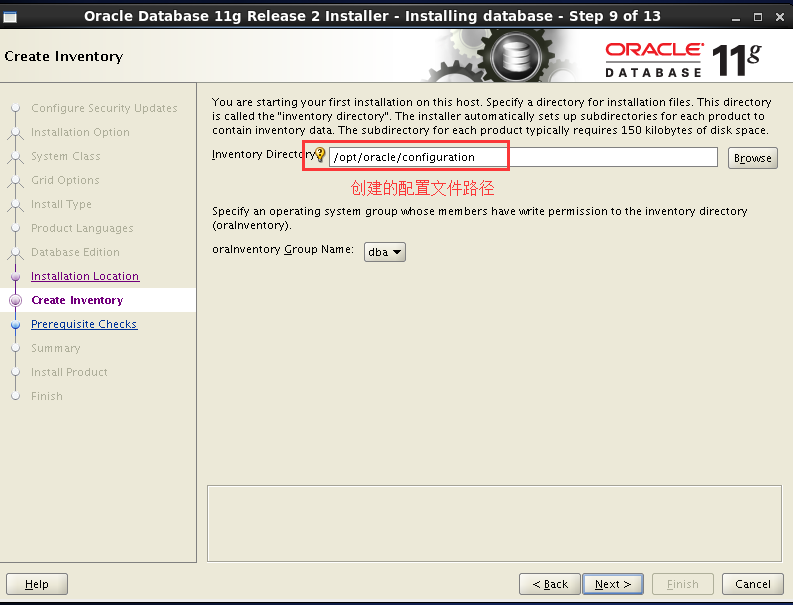 Oracle Database 11g Release 2 Installer - Installing database - Step 9 of 13
Create Inventory
ORACLE®
DATABASE
11g
Configure Security Updates
Installation Option
System Class
Grid Options
Install Type
Product Languages
Database Edition
Installation Location
Create Inventory
Prerequisite Checks
Summary
Install Product
Finish
You are starting your first installation on this host. Specify a directory for installation files. This directory
is called the "inventory directory". The installer automatically sets up subdirectories for each product to
contain inventory data. The subdirectory for each product typically requires 150 kilobytes of disk space.
Inventory Directory
/opt/oracle/configuration
Browse
创建的配置文件路径
Specify an operating system group whose members have write permission to the inventory directory
(oraInventory).
oraInventory Group Name:
dba
Help
< Back
Next >
Finish
Cancel